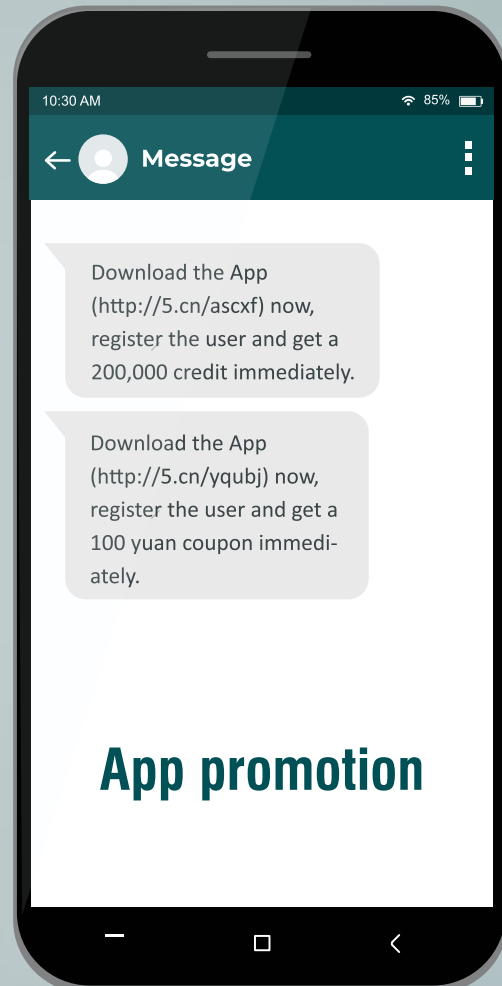 10:30 AM 85%
Message
Download the App
(http://5.cn/ascxf) now,
register the user and get a
200,000 credit immediately.
Download the App
(http://5.cn/yqubj) now,
register the user and get a
100 yuan coupon immedi-
ately.
App promotion